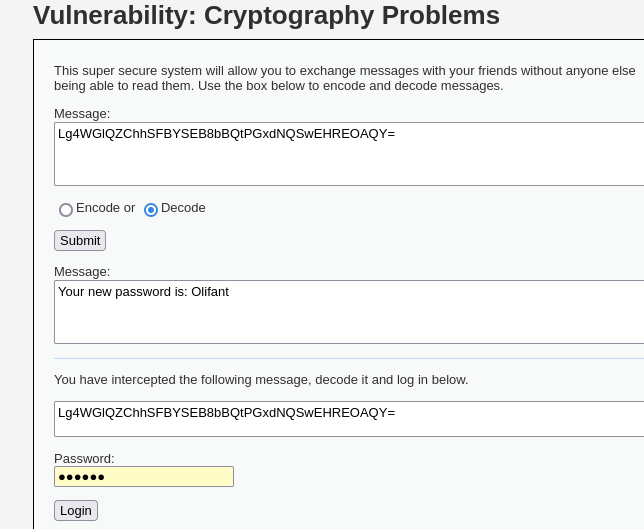 Vulnerability: Cryptography Problems
This super secure system will allow you to exchange messages with your friends without anyone else
being able to read them. Use the box below to encode and decode messages.
Message:
Lg4WGlQZChhSFBYSEB8bBQtPGxdNQSwEHREOAQY=
Encode or Decode
Submit
Message:
Your new password is: Olifant
You have intercepted the following message, decode it and log in below.
Lg4WGlQZChhSFBYSEB8bBQtPGxdNQSwEHREOAQY=
Password:
●●●●●●
Login